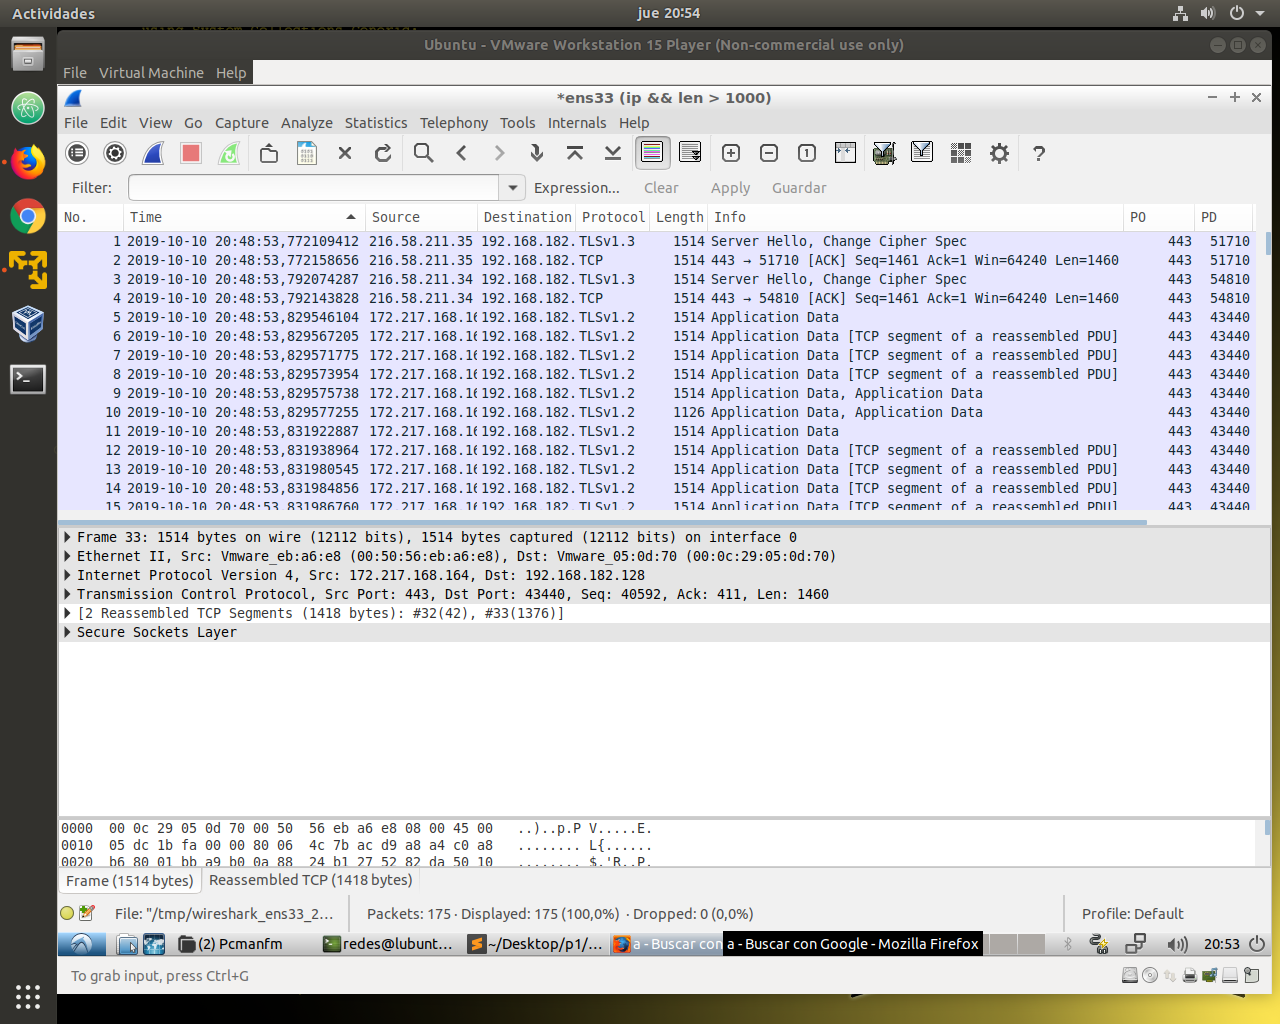 Actividades
jue 20:54
Ubuntu - VMware Workstation 15 Player (Non-commercial use only)
File Virtual Machine Help
*ens33 (ip && len > 1000)
File Edit View Go Capture Analyze Statistics Telephony Tools Internals Help
Filter: Expression... Clear Apply Guardar
No. Time Source Destination Protocol Length Info PO PD
1 2019-10-10 20:48:53,772109412 216.58.211.35 192.168.182. TLSv1.3 1514 Server Hello, Change Cipher Spec 443 51710
2 2019-10-10 20:48:53,772158656 216.58.211.35 192.168.182. TCP 1514 443 → 51710 [ACK] Seq=1461 Ack=1 Win=64240 Len=1460 443 51710
3 2019-10-10 20:48:53,792074287 216.58.211.34 192.168.182. TLSv1.3 1514 Server Hello, Change Cipher Spec 443 54810
4 2019-10-10 20:48:53,792143828 216.58.211.34 192.168.182. TCP 1514 443 → 54810 [ACK] Seq=1461 Ack=1 Win=64240 Len=1460 443 54810
5 2019-10-10 20:48:53,829546104 172.217.168.16 192.168.182. TLSv1.2 1514 Application Data 443 43440
6 2019-10-10 20:48:53,829567205 172.217.168.16 192.168.182. TLSv1.2 1514 Application Data [TCP segment of a reassembled PDU] 443 43440
7 2019-10-10 20:48:53,829571775 172.217.168.16 192.168.182. TLSv1.2 1514 Application Data [TCP segment of a reassembled PDU] 443 43440
8 2019-10-10 20:48:53,829573954 172.217.168.16 192.168.182. TLSv1.2 1514 Application Data [TCP segment of a reassembled PDU] 443 43440
9 2019-10-10 20:48:53,829575738 172.217.168.16 192.168.182. TLSv1.2 1514 Application Data, Application Data 443 43440
10 2019-10-10 20:48:53,829577255 172.217.168.16 192.168.182. TLSv1.2 1126 Application Data, Application Data 443 43440
11 2019-10-10 20:48:53,831922887 172.217.168.16 192.168.182. TLSv1.2 1514 Application Data 443 43440
12 2019-10-10 20:48:53,831938964 172.217.168.16 192.168.182. TLSv1.2 1514 Application Data [TCP segment of a reassembled PDU] 443 43440
13 2019-10-10 20:48:53,831980545 172.217.168.16 192.168.182. TLSv1.2 1514 Application Data [TCP segment of a reassembled PDU] 443 43440
14 2019-10-10 20:48:53,831984856 172.217.168.16 192.168.182. TLSv1.2 1514 Application Data [TCP segment of a reassembled PDU] 443 43440
15 2019-10-10 20:48:53,831986760 172.217.168.16 192.168.182. TLSv1.2 1514 Application Data [TCP segment of a reassembled PDU] 443 43440
Frame 33: 1514 bytes on wire (12112 bits), 1514 bytes captured (12112 bits) on interface 0
Ethernet II, Src: Vmware_eb:a6:e8 (00:50:56:eb:a6:e8), Dst: Vmware_05:0d:70 (00:0c:29:05:0d:70)
Internet Protocol Version 4, Src: 172.217.168.164, Dst: 192.168.182.128
Transmission Control Protocol, Src Port: 443, Dst Port: 43440, Seq: 40592, Ack: 411, Len: 1460
[2 Reassembled TCP Segments (1418 bytes): #32(42), #33(1376)]
Secure Sockets Layer
0000 00 0c 29 05 0d 70 00 50 56 eb a6 e8 08 00 45 00 ..)..p.P V.....E.
0010 05 dc 1b fa 00 00 80 06 4c 7b ac d9 a8 a4 c0 a8 ........ L{......
0020 b6 80 01 bb a9 b0 0a 88 24 b1 27 52 82 da 50 10 ........ $.'R..P.
Frame (1514 bytes) Reassembled TCP (1418 bytes)
File: "/tmp/wireshark_ens33_2... Packets: 175 · Displayed: 175 (100,0%) · Dropped: 0 (0,0%) Profile: Default
(2) Pcmanfm redes@lubunt... ~/Desktop/p1/... a - Buscar con a - Buscar con Google - Mozilla Firefox 20:53
To grab input, press Ctrl+G